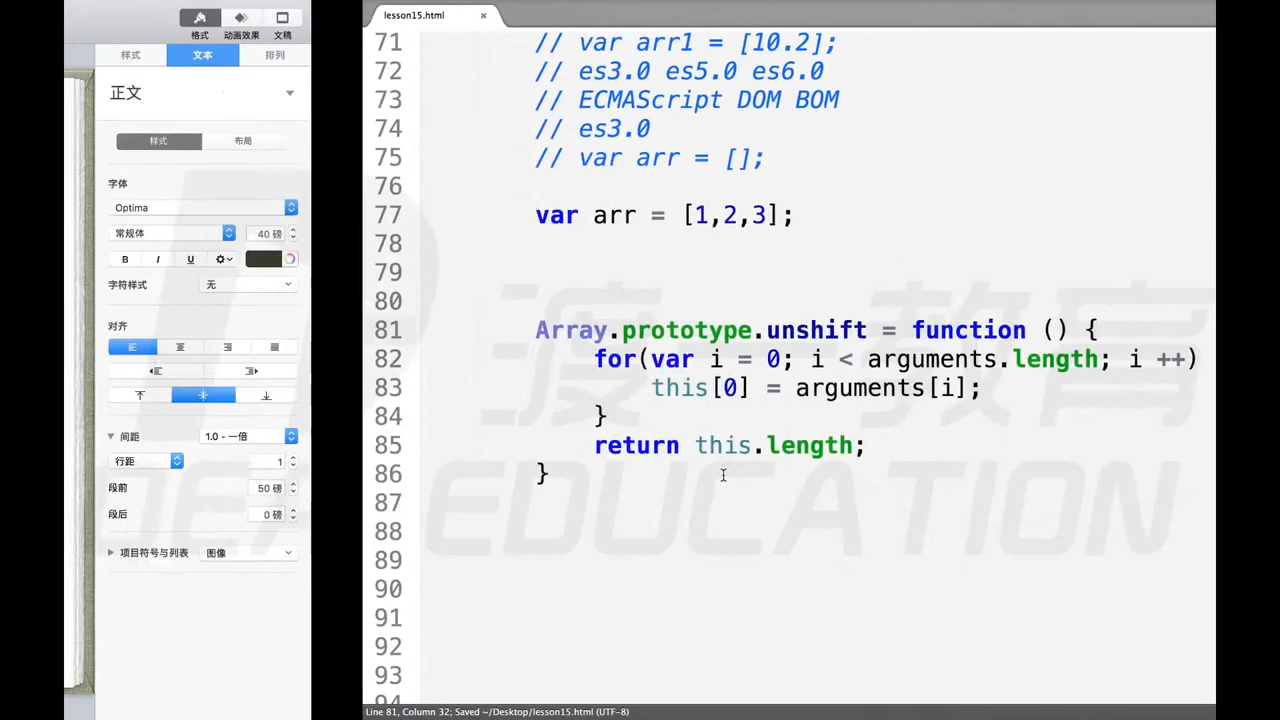 格式
动画效果
文稿
样式
文本
排列
正文
样式
布局
字体
Optima
常规体
40 磅
B I U
字符样式
无
对齐
间距
1.0 - 一倍
行距
1
段前
50 磅
段后
0 磅
项目符号与列表
图像
lesson15.html
71 // var arr1 = [10.2];
72 // es3.0 es5.0 es6.0
73 // ECMAScript DOM BOM
74 // es3.0
75 // var arr = [];
76
77 var arr = [1,2,3];
78
79
80
81 Array.prototype.unshift = function () {
82 for(var i = 0; i < arguments.length; i ++)
83 this[0] = arguments[i];
84 }
85 return this.length;
86 }
87
88
89
90
91
92
93
94
渡 教育
EDUCATION
Line 81, Column 32; Saved ~/Desktop/lesson15.html (UTF-8)